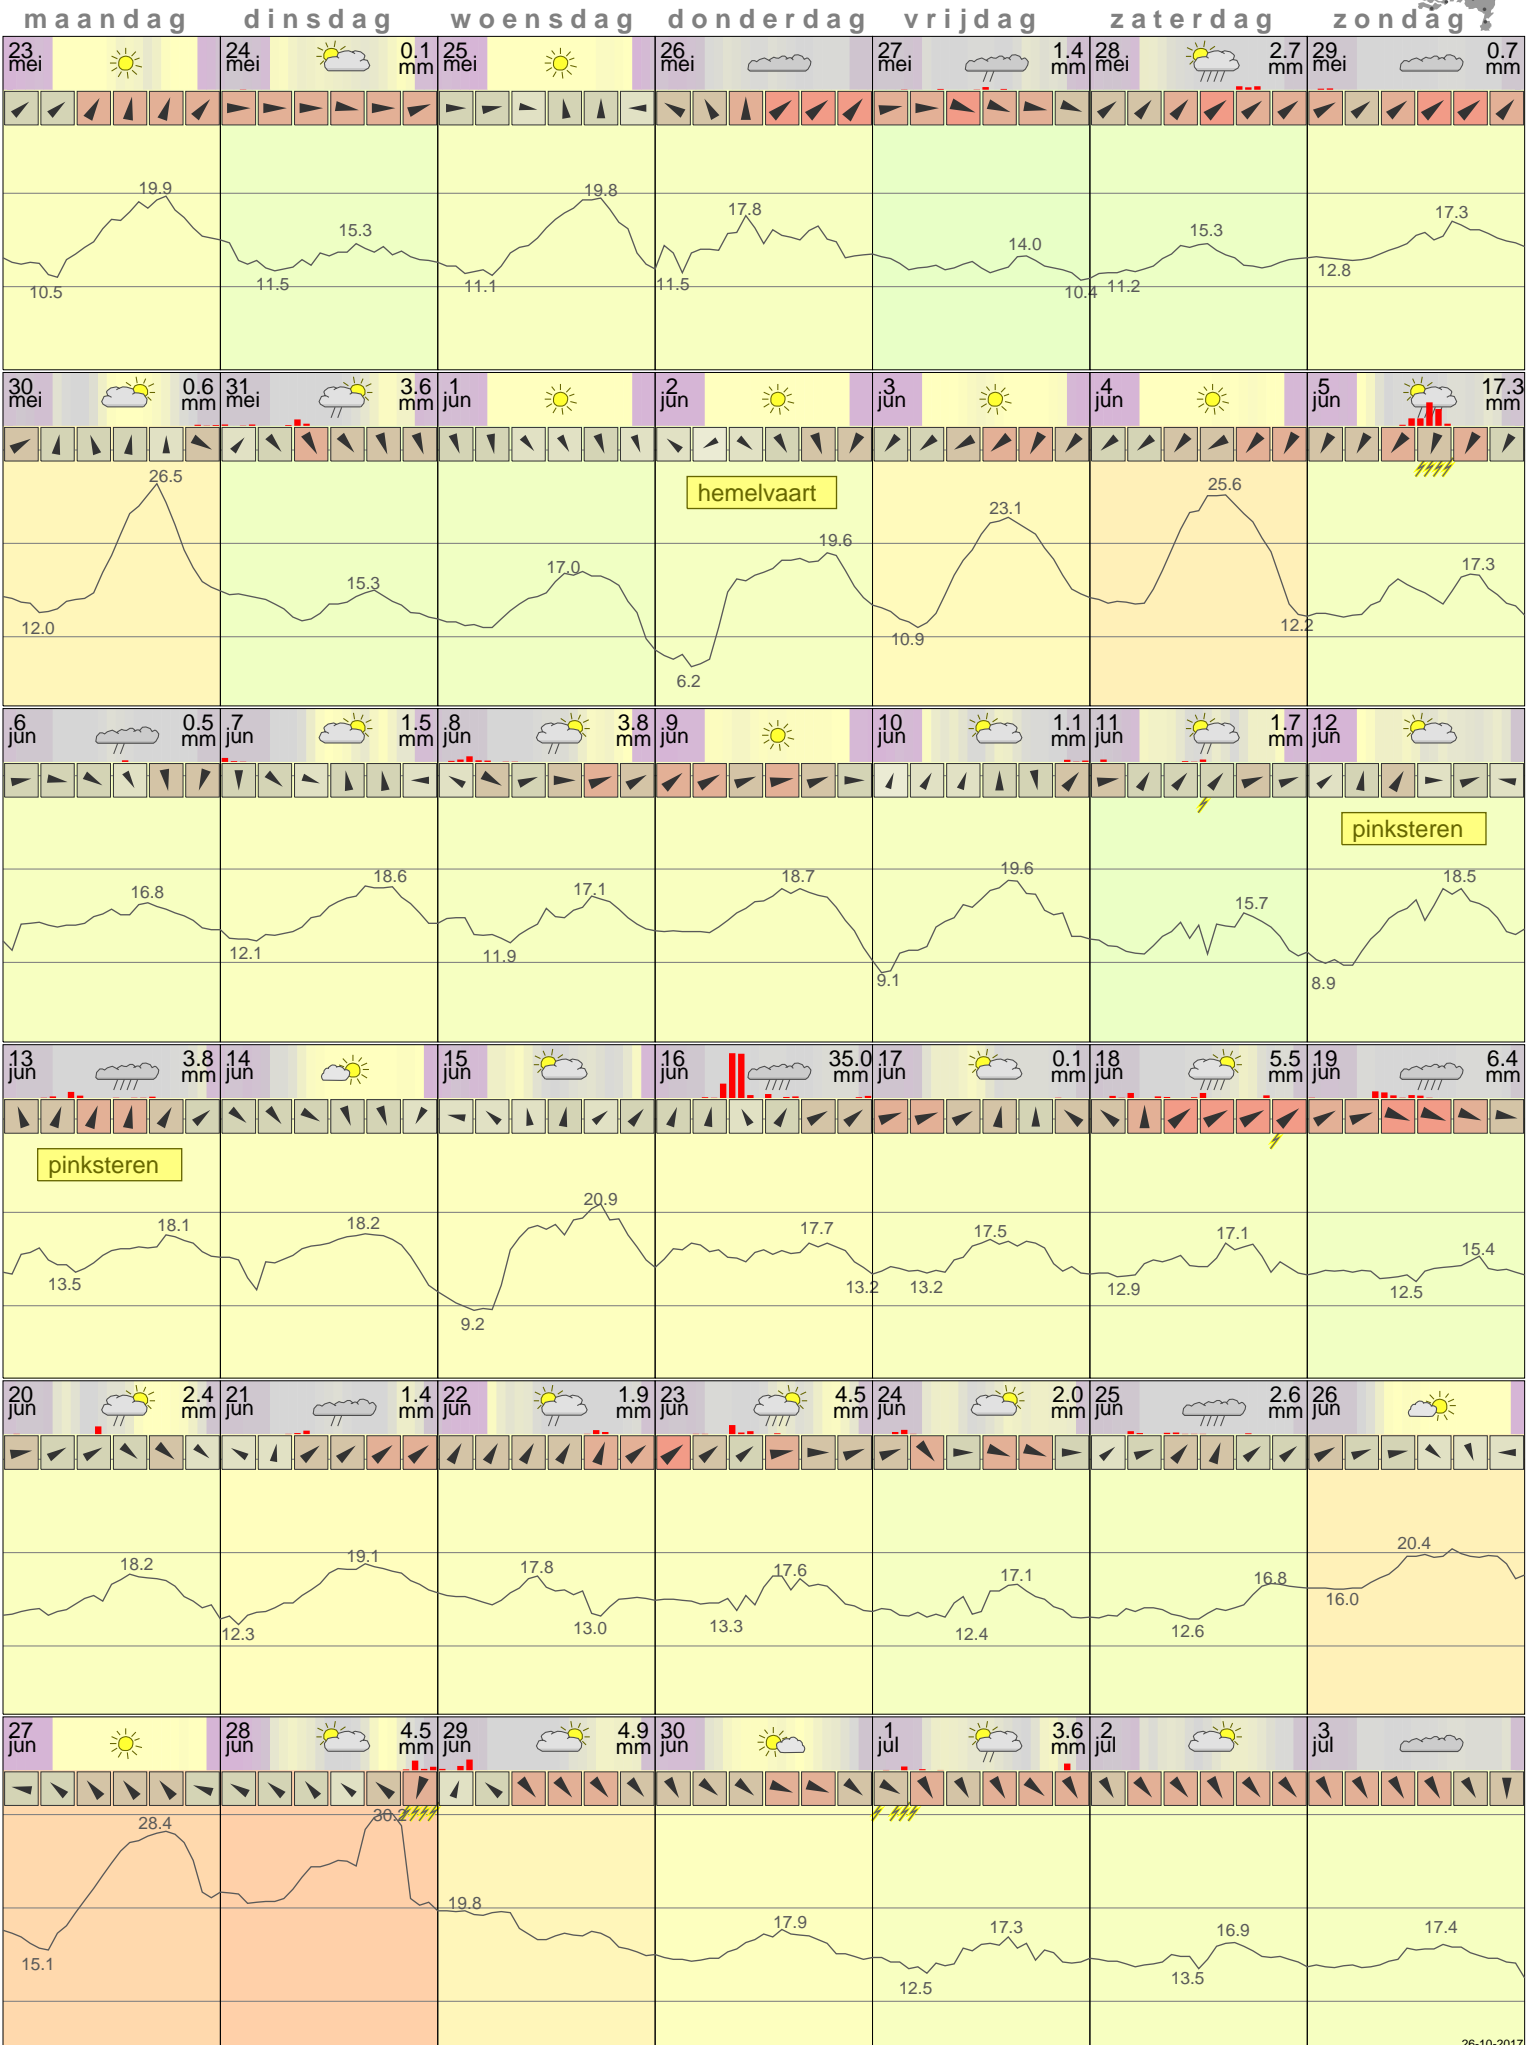 maandag dinsdag woensdag donderdag vrijdag zaterdag zondag
23 mei 24 mei 0.1 mm 25 mei 26 mei 27 mei 1.4 mm 28 mei 2.7 mm 29 mei 0.7 mm
19.9 15.3 19.8 17.8 14.0 15.3 17.3
10.5 11.5 11.1 11.5 10.4 11.2 12.8
30 mei 0.6 mm 31 mei 3.6 mm 1 jun 2 jun 3 jun 4 jun 5 jun 17.3 mm
hemelvaart
26.5 15.3 17.0 19.6 23.1 25.6 17.3
12.0 6.2 10.9 12.2
6 jun 0.5 mm 7 jun 1.5 mm 8 jun 3.8 mm 9 jun 10 jun 1.1 mm 11 jun 1.7 mm 12 jun
pinksteren
16.8 18.6 17.1 18.7 19.6 15.7 18.5
12.1 11.9 9.1 8.9
13 jun 3.8 mm 14 jun 15 jun 16 jun 35.0 mm 17 jun 0.1 mm 18 jun 5.5 mm 19 jun 6.4 mm
pinksteren
18.1 18.2 20.9 17.7 17.5 17.1 15.4
13.5 9.2 13.2 13.2 12.9 12.5
20 jun 2.4 mm 21 jun 1.4 mm 22 jun 1.9 mm 23 jun 4.5 mm 24 jun 2.0 mm 25 jun 2.6 mm 26 jun
18.2 19.1 17.8 17.6 17.1 16.8 20.4
12.3 13.0 13.3 12.4 12.6 16.0
27 jun 28 jun 4.5 mm 29 jun 4.9 mm 30 jun 1 jul 3.6 mm 2 jul 3 jul
28.4 30.2 19.8 17.9 17.3 16.9 17.4
15.1 12.5 13.5
26-10-2017